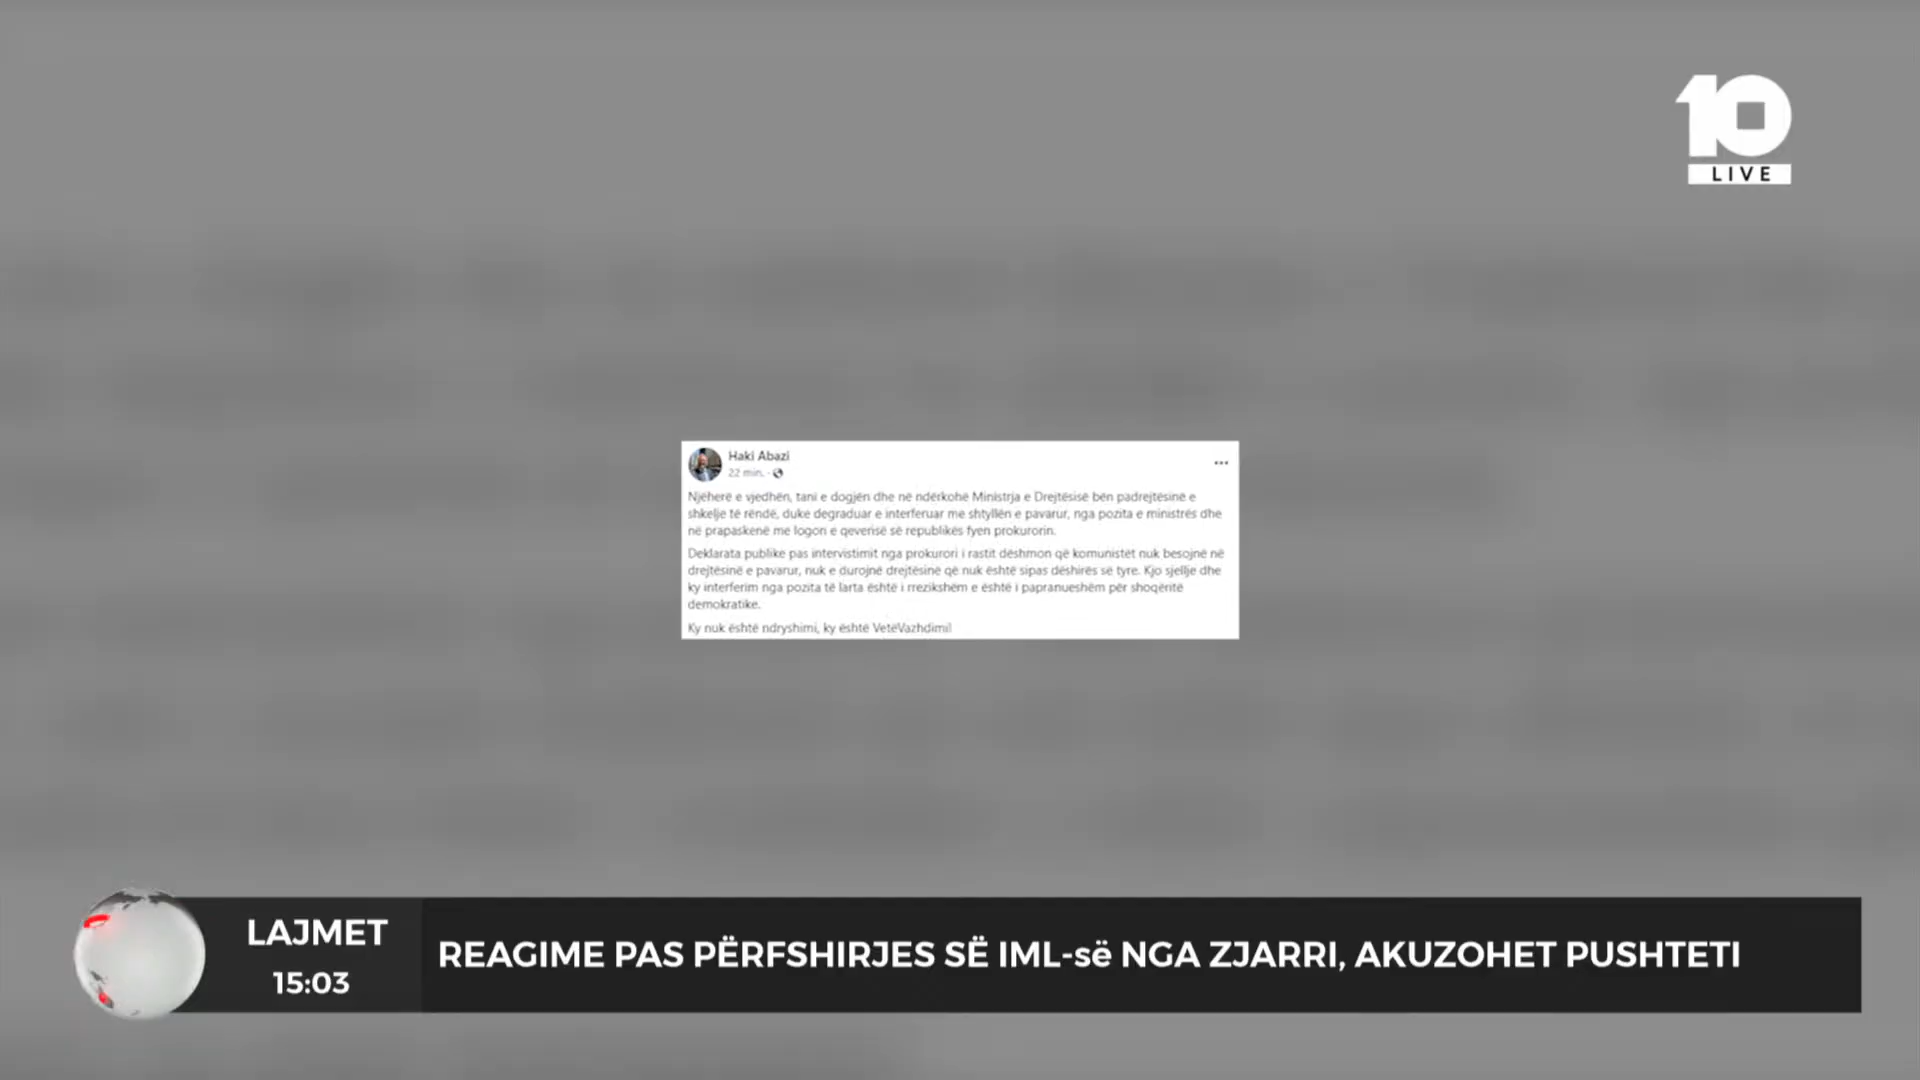 10
LIVE
Haki Abazi
22 min.
Njëherë e vjedhën, tani e dogjën dhe në ndërkohë Ministrja e Drejtësisë bën padrejtësinë e
shkelje të rëndë, duke degraduar e interferuar me shtyllën e pavarur, nga pozita e ministrës dhe
në prapaskenë me logon e qeverisë së republikës fyen prokurorin.
Deklarata publike pas intervistimit nga prokurori i rastit dëshmon që komunistët nuk besojnë në
drejtësinë e pavarur, nuk e durojnë drejtësinë që nuk është sipas dëshirës së tyre. Kjo sjellje dhe
ky interferim nga pozita të larta është i rrezikshëm e është i papranueshëm për shoqëritë
demokratike.
Ky nuk është ndryshimi, ky është VetëVazhdimi!
LAJMET
15:03
REAGIME PAS PËRFSHIRJES SË IML-së NGA ZJARRI, AKUZOHET PUSHTETI